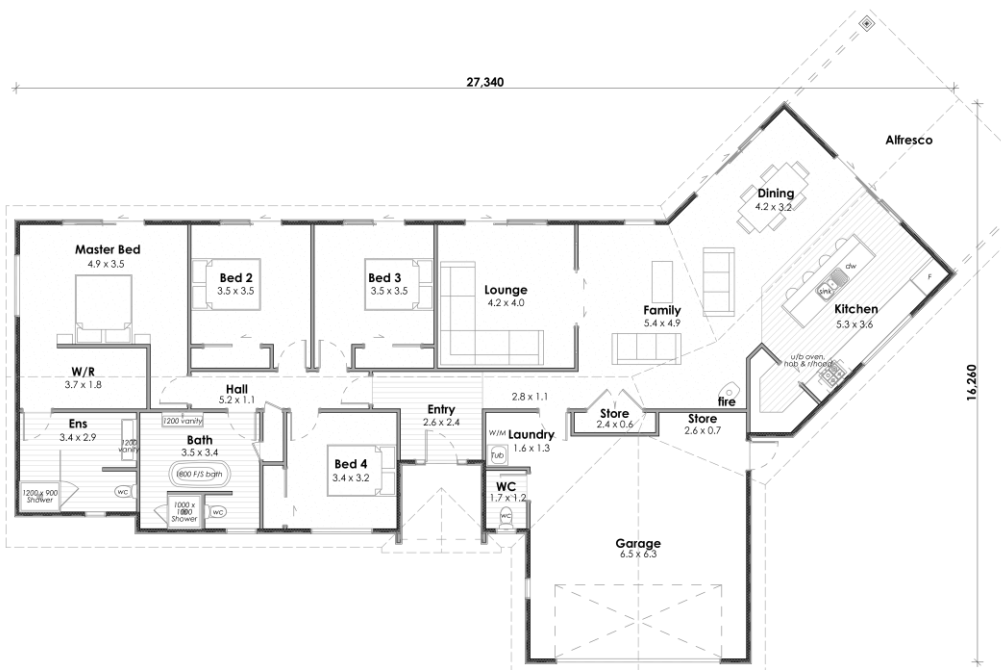 27,340
Alfresco
Dining
4.2 x 3.2
Master Bed
4.9 x 3.5
Bed 2
3.5 x 3.5
Bed 3
3.5 x 3.5
Lounge
4.2 x 4.0
Family
5.4 x 4.9
dw
sink
F
Kitchen
5.3 x 3.6
u/b oven,
hob & r/hood
W/R
3.7 x 1.8
Hall
5.2 x 1.1
2.8 x 1.1
fire
16,260
Entry
2.6 x 2.4
Store
2.4 x 0.6
Store
2.6 x 0.7
Ens
3.4 x 2.9
1200
vanity
1200 vanity
Bath
3.5 x 3.4
1800 F/S bath
W/M
Laundry
1.6 x 1.3
Tub
Bed 4
3.4 x 3.2
1200 x 900
Shower
WC
1000 x
1000
Shower
WC
WC
1.7 x 1.2
WC
Garage
6.5 x 6.3